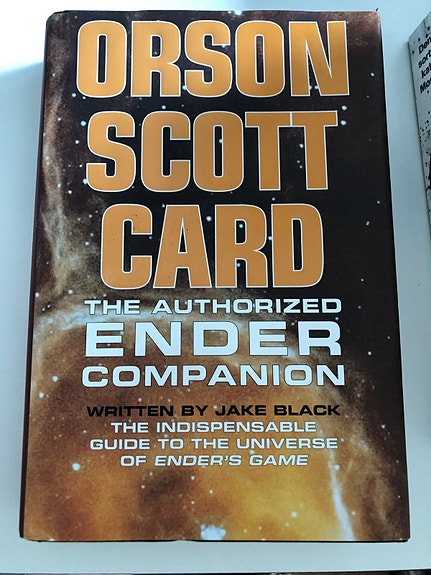 ORSON
SCOTT
CARD
THE AUTHORIZED
ENDER
COMPANION
WRITTEN BY JAKE BLACK
THE INDISPENSABLE
GUIDE TO THE UNIVERSE
OF ENDER'S GAME